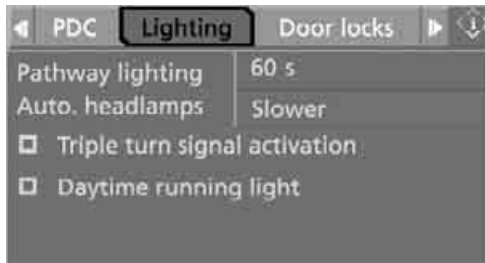 PDC Lighting Door locks
Pathway lighting 60 s
Auto. headlamps Slower
Triple turn signal activation
Daytime running light